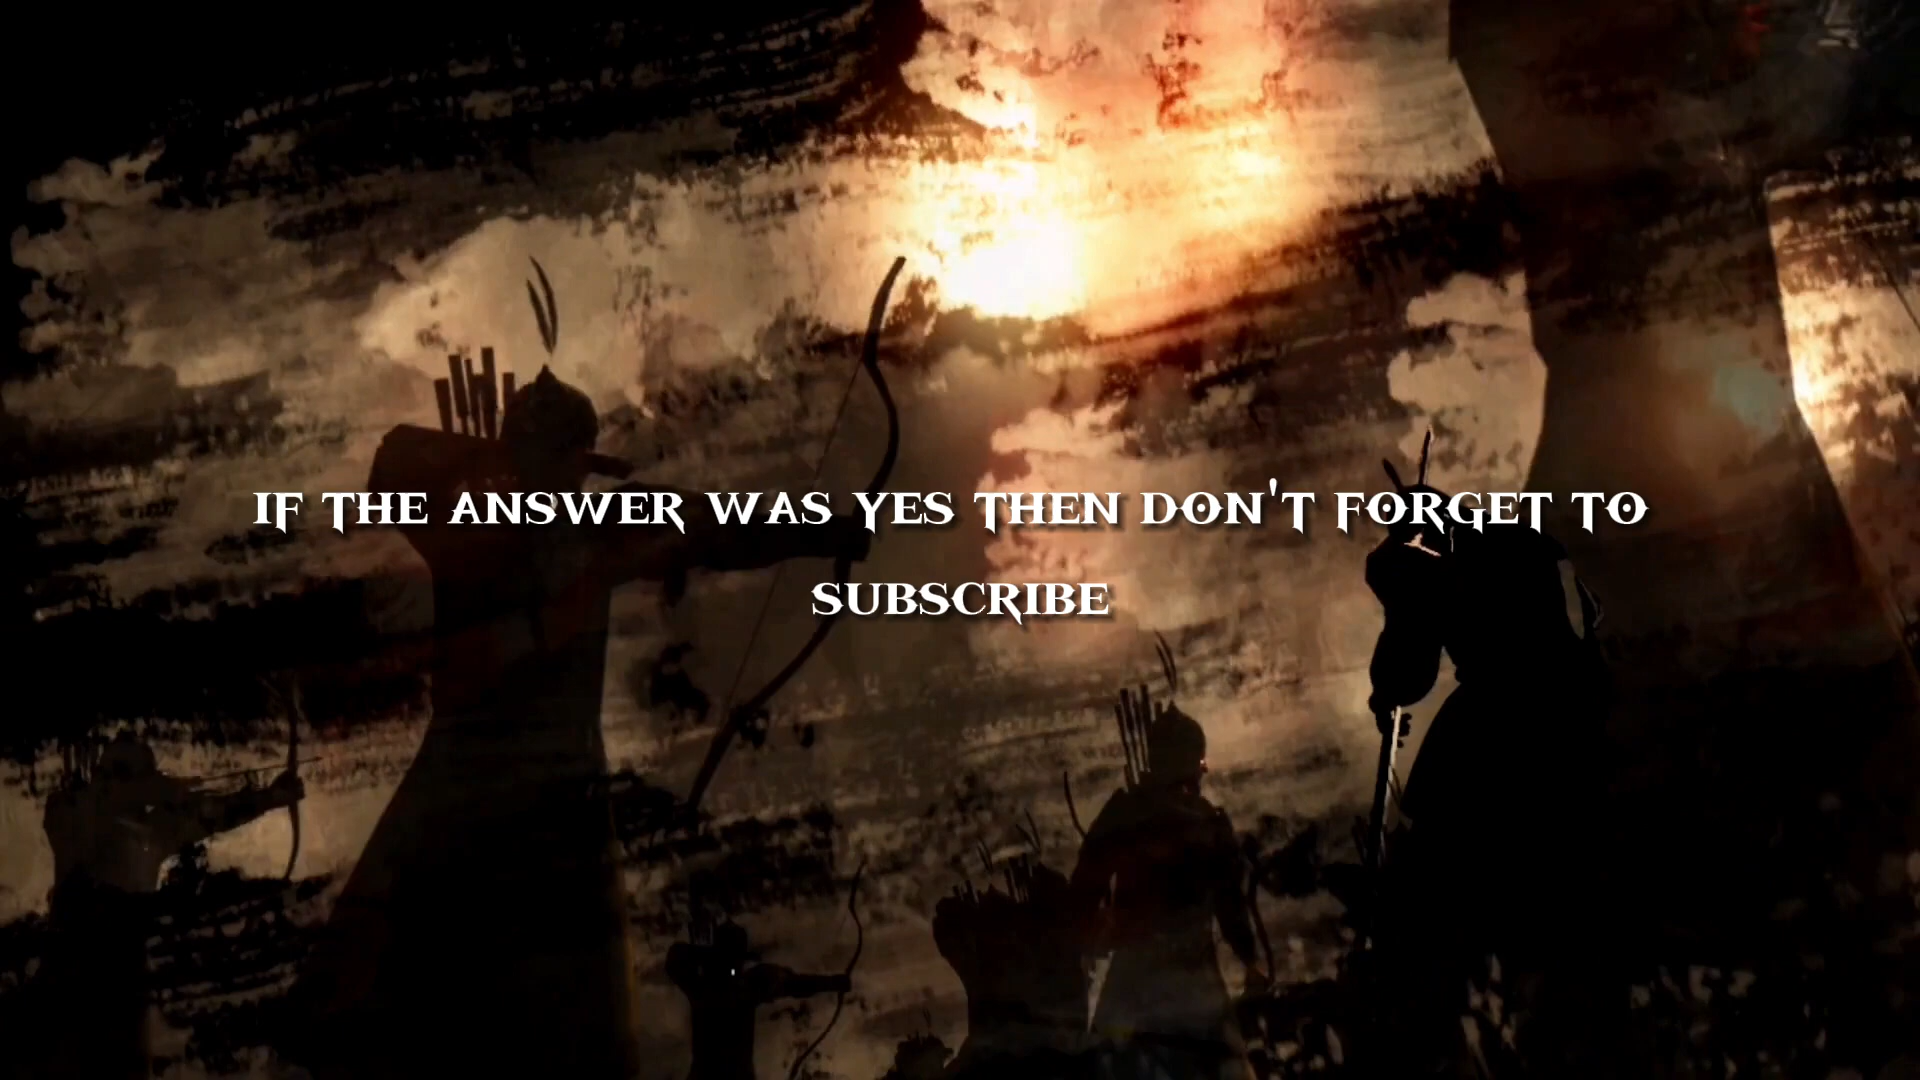 IF THE ANSWER WAS YES THEN DON'T FORGET TO
SUBSCRIBE